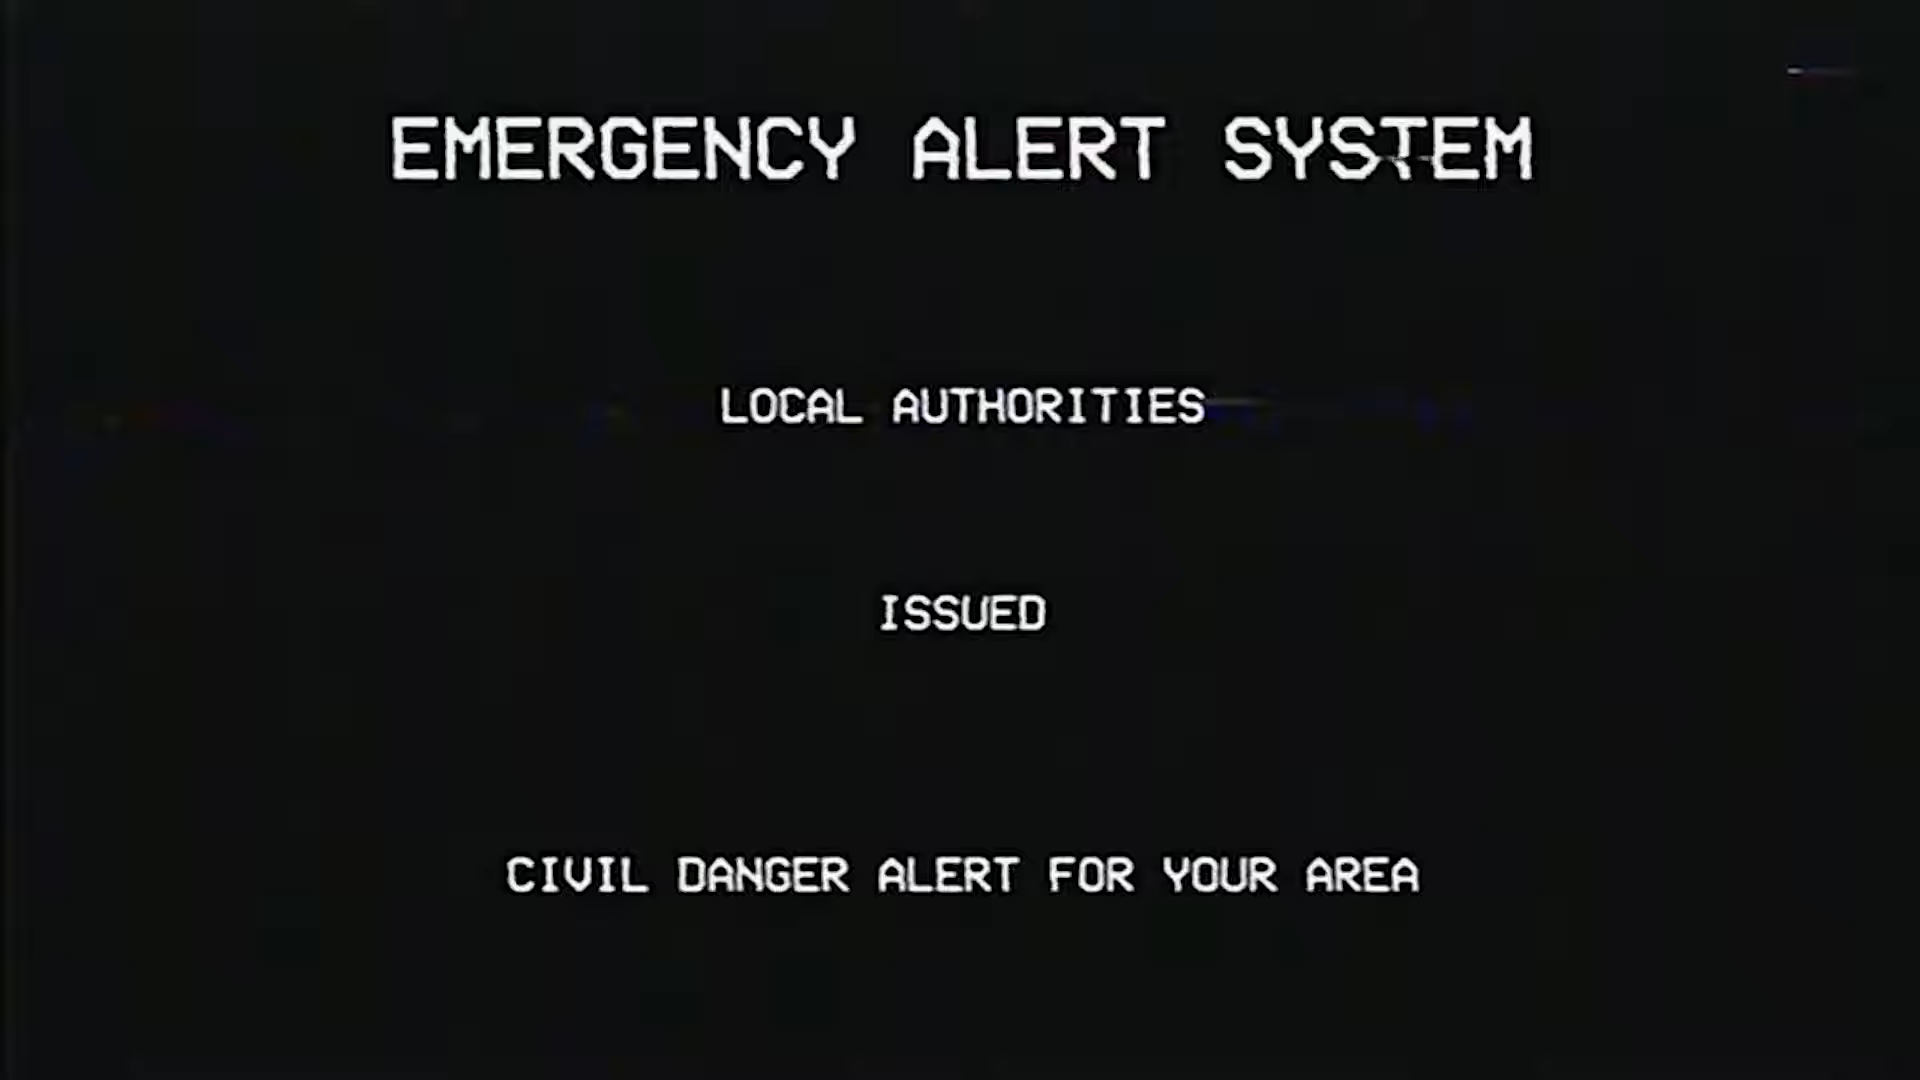 EMERGENCY ALERT SYSTEM
LOCAL AUTHORITIES
ISSUED
CIVIL DANGER ALERT FOR YOUR AREA